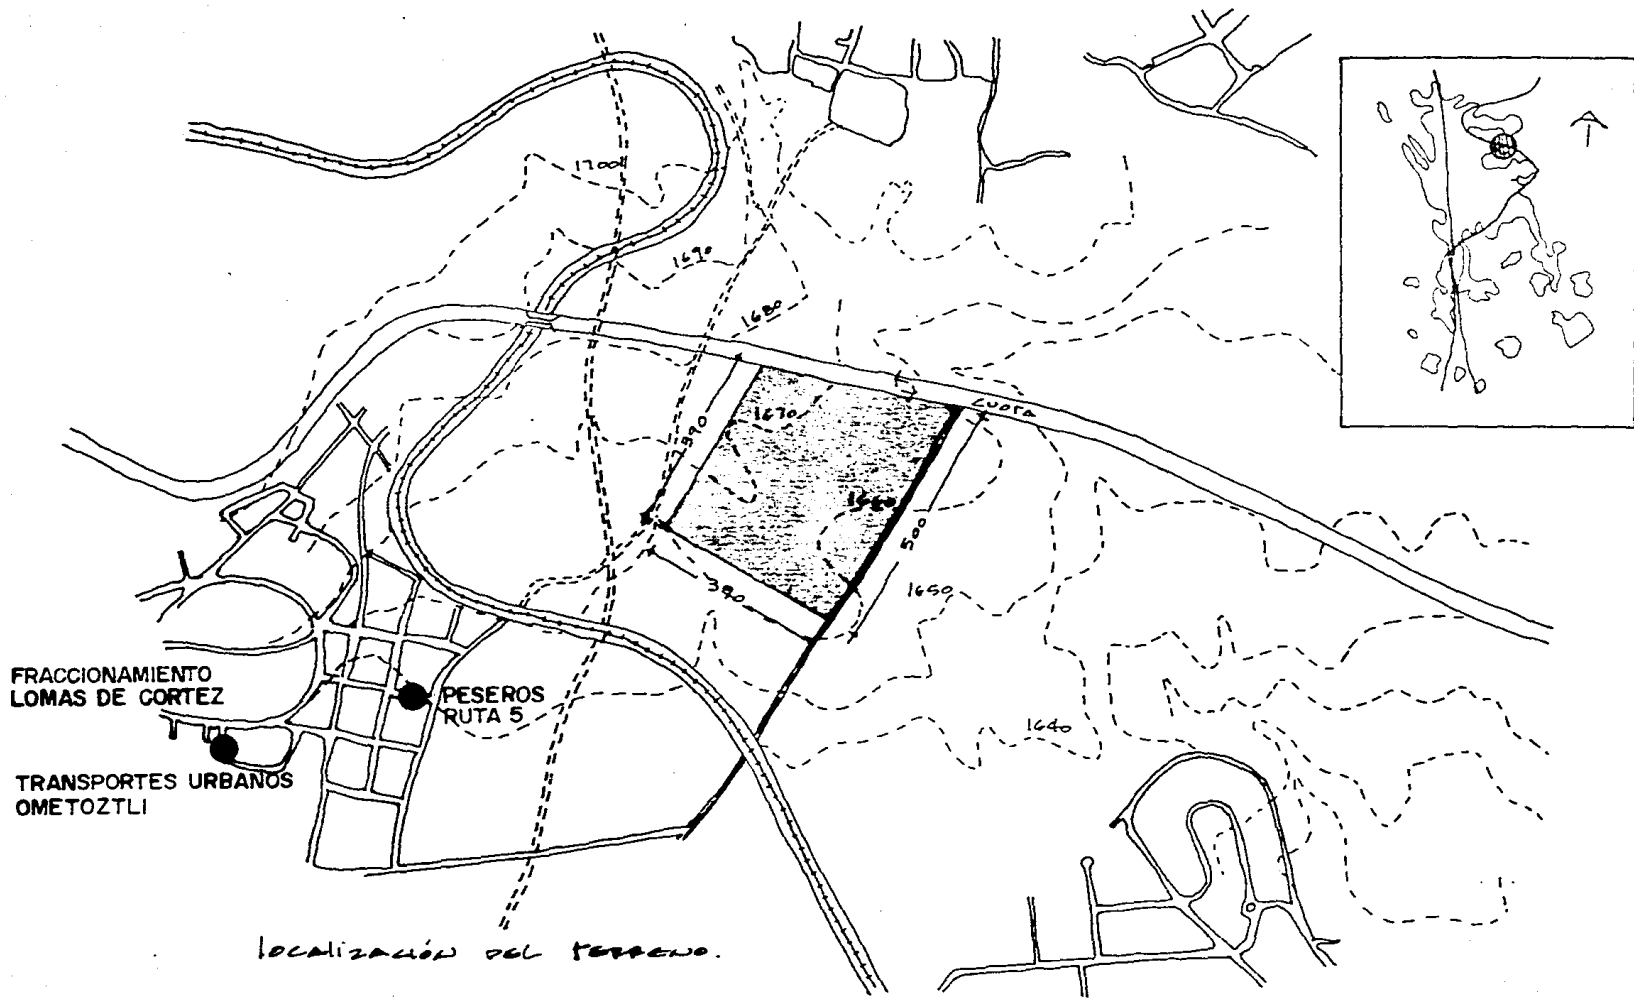 1700
1690
1680
CUOTA
1670
390
1660
500
1650
390
FRACCIONAMIENTO
LOMAS DE CORTEZ
PESEROS
RUTA 5
1640
TRANSPORTES URBANOS
OMETOZTLI
LOCALIZACIÓN DEL TERRENO.